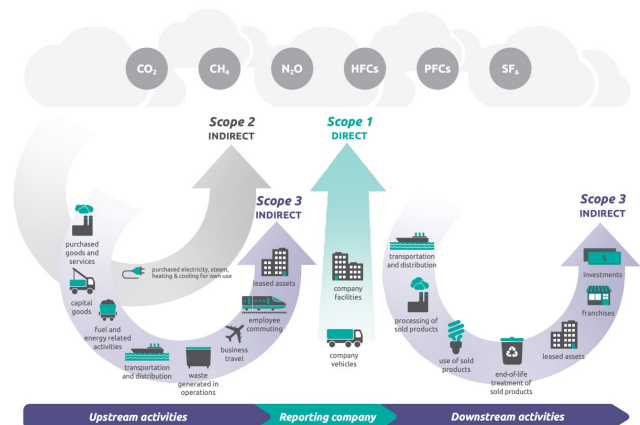 CO₂
CH₄
N₂O
HFCs
PFCs
SF₆
Scope 2
INDIRECT
Scope 1
DIRECT
Scope 3
INDIRECT
Scope 3
INDIRECT
purchased
goods and
services
capital
goods
fuel and
energy related
activities
transportation
and distribution
waste
generated in
operations
business
travel
employee
commuting
leased assets
purchased electricity, steam,
heating & cooling for own use
company
facilities
company
vehicles
transportation
and distribution
processing of
sold products
use of sold
products
end-of-life
treatment of
sold products
leased assets
franchises
investments
$
Upstream activities
Reporting company
Downstream activities